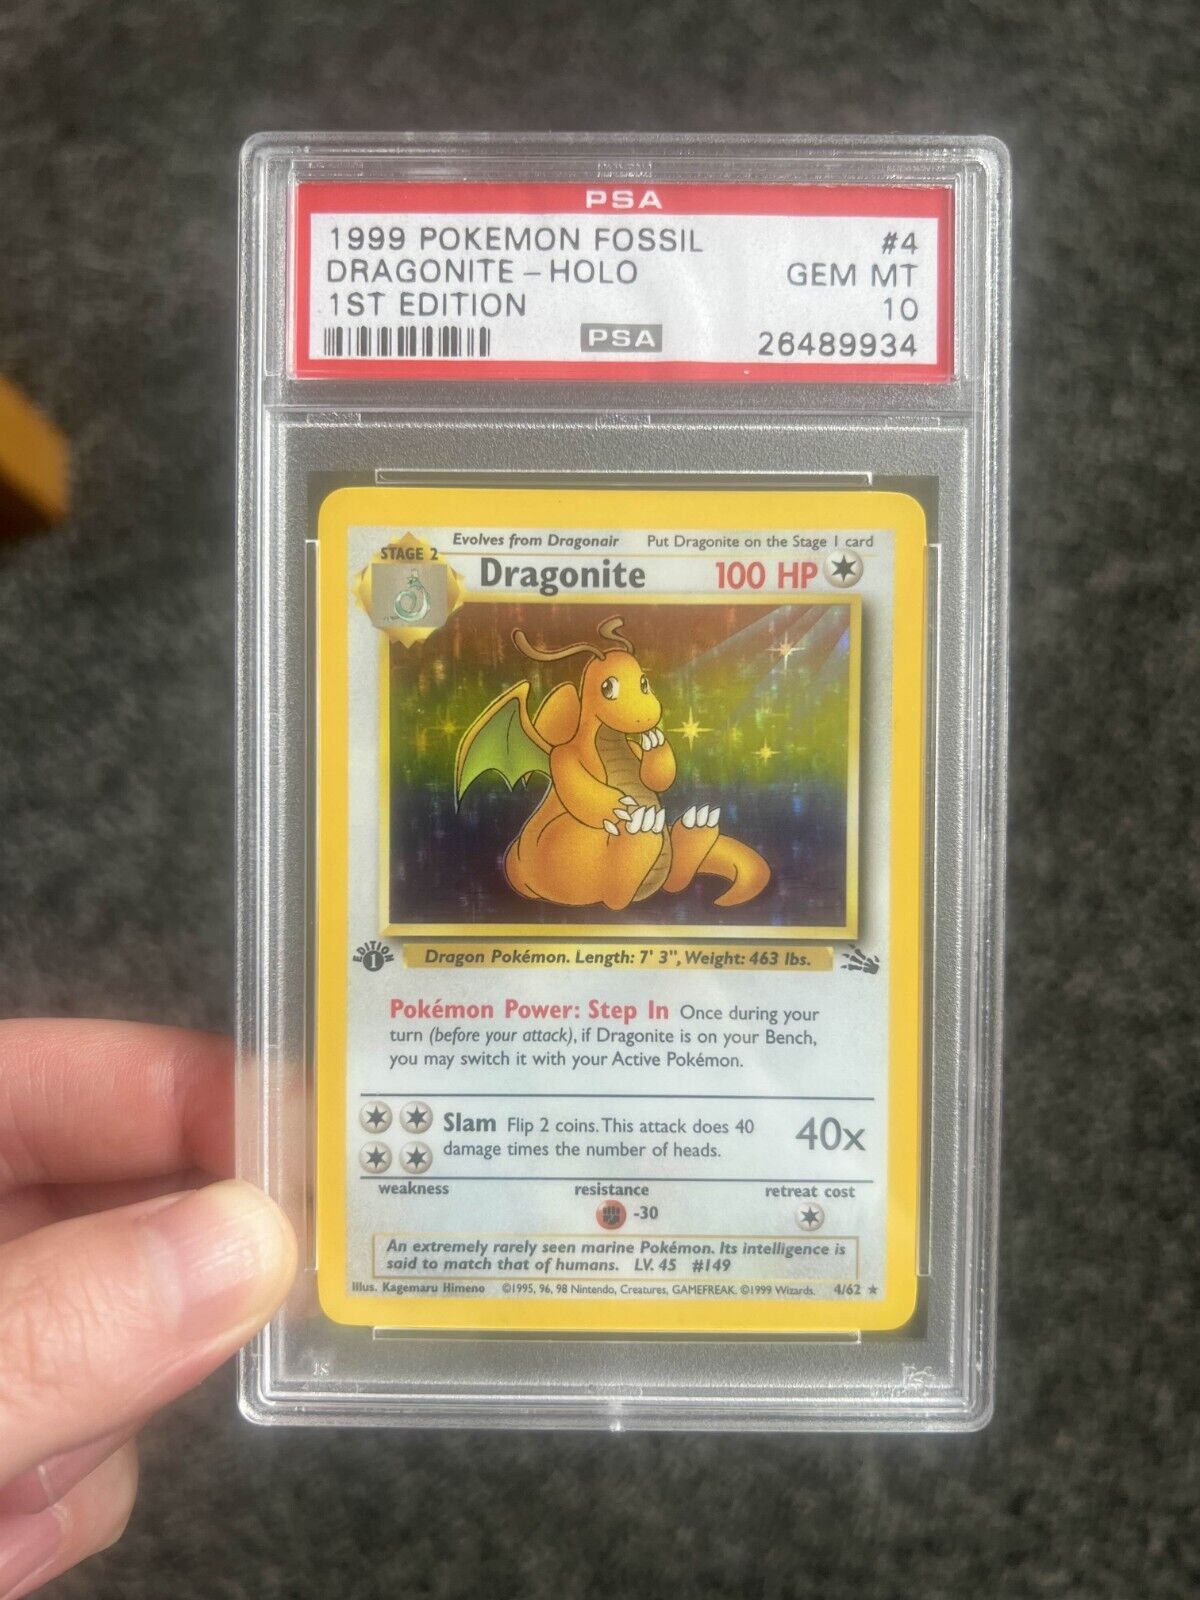 PSA
1999 POKEMON FOSSIL #4
DRAGONITE - HOLO GEM MT
1ST EDITION 10
PSA 26489934
STAGE 2 Evolves from Dragonair Put Dragonite on the Stage 1 card
Dragonite 100 HP
EDITION 1
Dragon Pokémon. Length: 7' 3", Weight: 463 lbs.
Pokémon Power: Step In Once during your
turn (before your attack), if Dragonite is on your Bench,
you may switch it with your Active Pokémon.
Slam Flip 2 coins. This attack does 40
damage times the number of heads.
40x
weakness resistance retreat cost
-30
An extremely rarely seen marine Pokémon. Its intelligence is
said to match that of humans. LV. 45 #149
Illus. Kagemaru Himeno ©1995, 96, 98 Nintendo, Creatures, GAMEFREAK. ©1999 Wizards. 4/62 ★